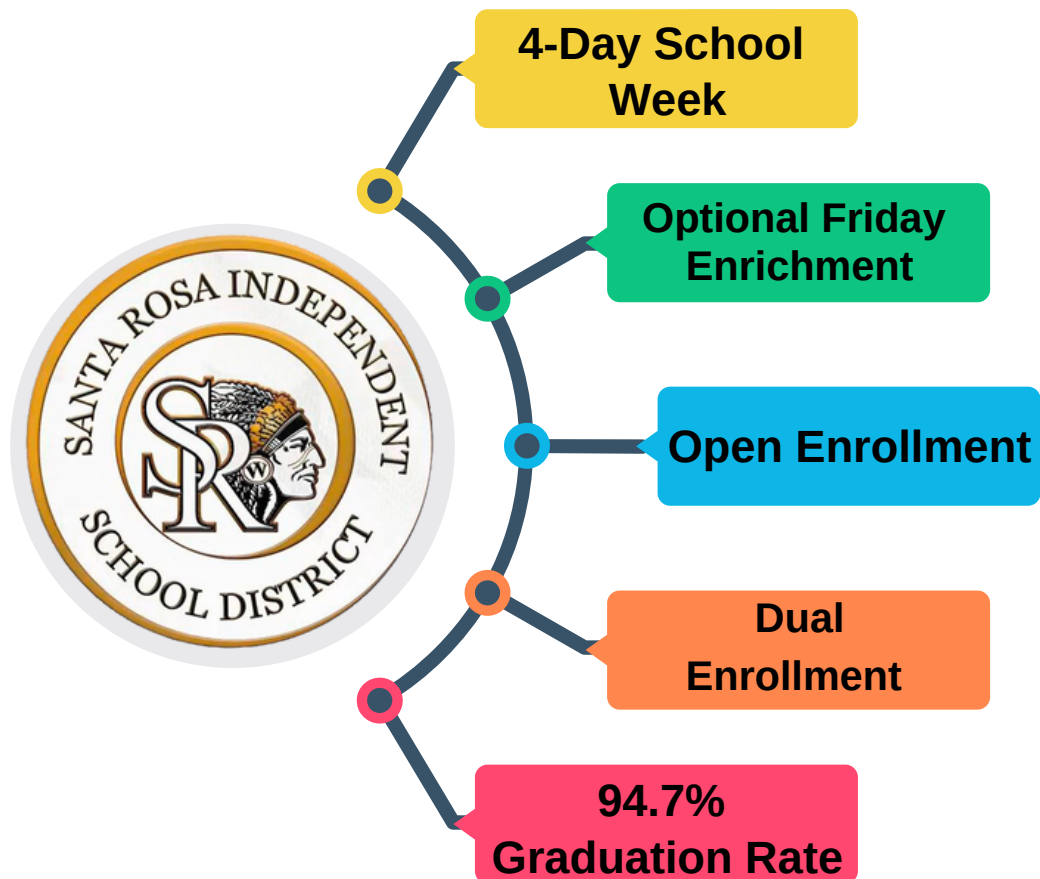 4-Day School
Week
Optional Friday
Enrichment
SANTA ROSA INDEPENDENT
SCHOOL DISTRICT
SR
W
Open Enrollment
Dual
Enrollment
94.7%
Graduation Rate